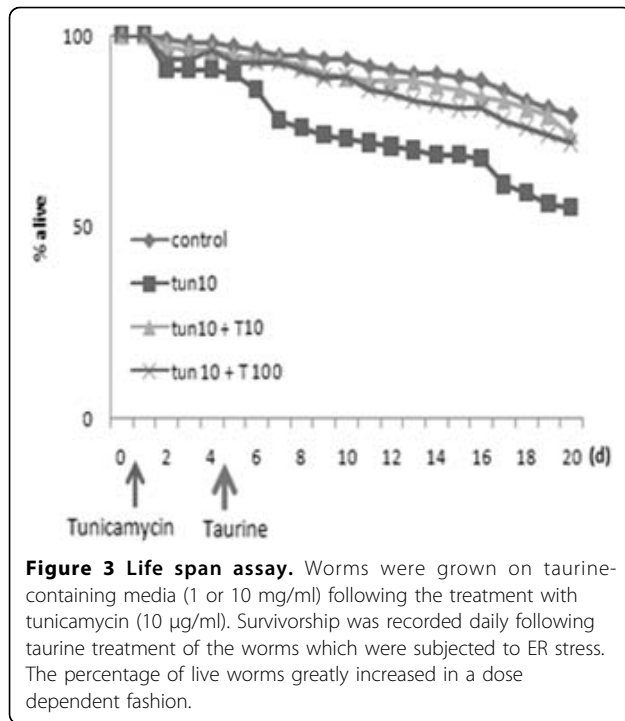 100
50
0
% alive
control
tun10
tun10 + T10
tun 10 + T 100
0 2 4 6 8 10 12 14 16 18 20 (d)
Tunicamycin Taurine
Figure 3 Life span assay. Worms were grown on taurine-
containing media (1 or 10 mg/ml) following the treatment with
tunicamycin (10 μg/ml). Survivorship was recorded daily following
taurine treatment of the worms which were subjected to ER stress.
The percentage of live worms greatly increased in a dose
dependent fashion.